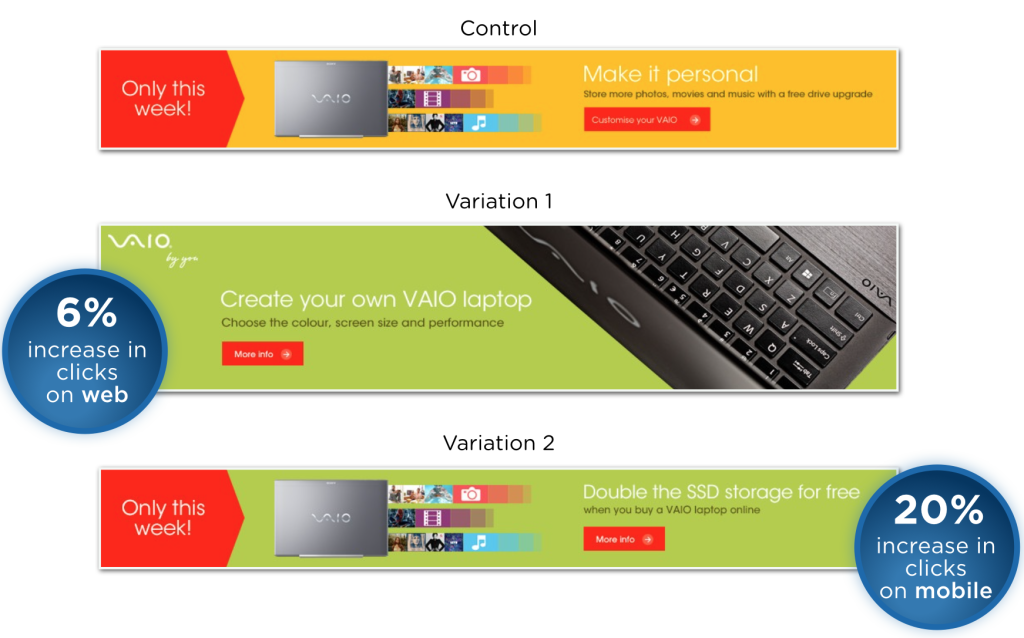 Control
Only this
week!
VAIO
Make it personal
Store more photos, movies and music with a free drive upgrade
Customise your VAIO
Variation 1
VAIO
by you
Create your own VAIO laptop
Choose the colour, screen size and performance
More info
VAIO
6%
increase in
clicks
on web
Variation 2
Only this
week!
VAIO
Double the SSD storage for free
when you buy a VAIO laptop online
More info
20%
increase in
clicks
on mobile